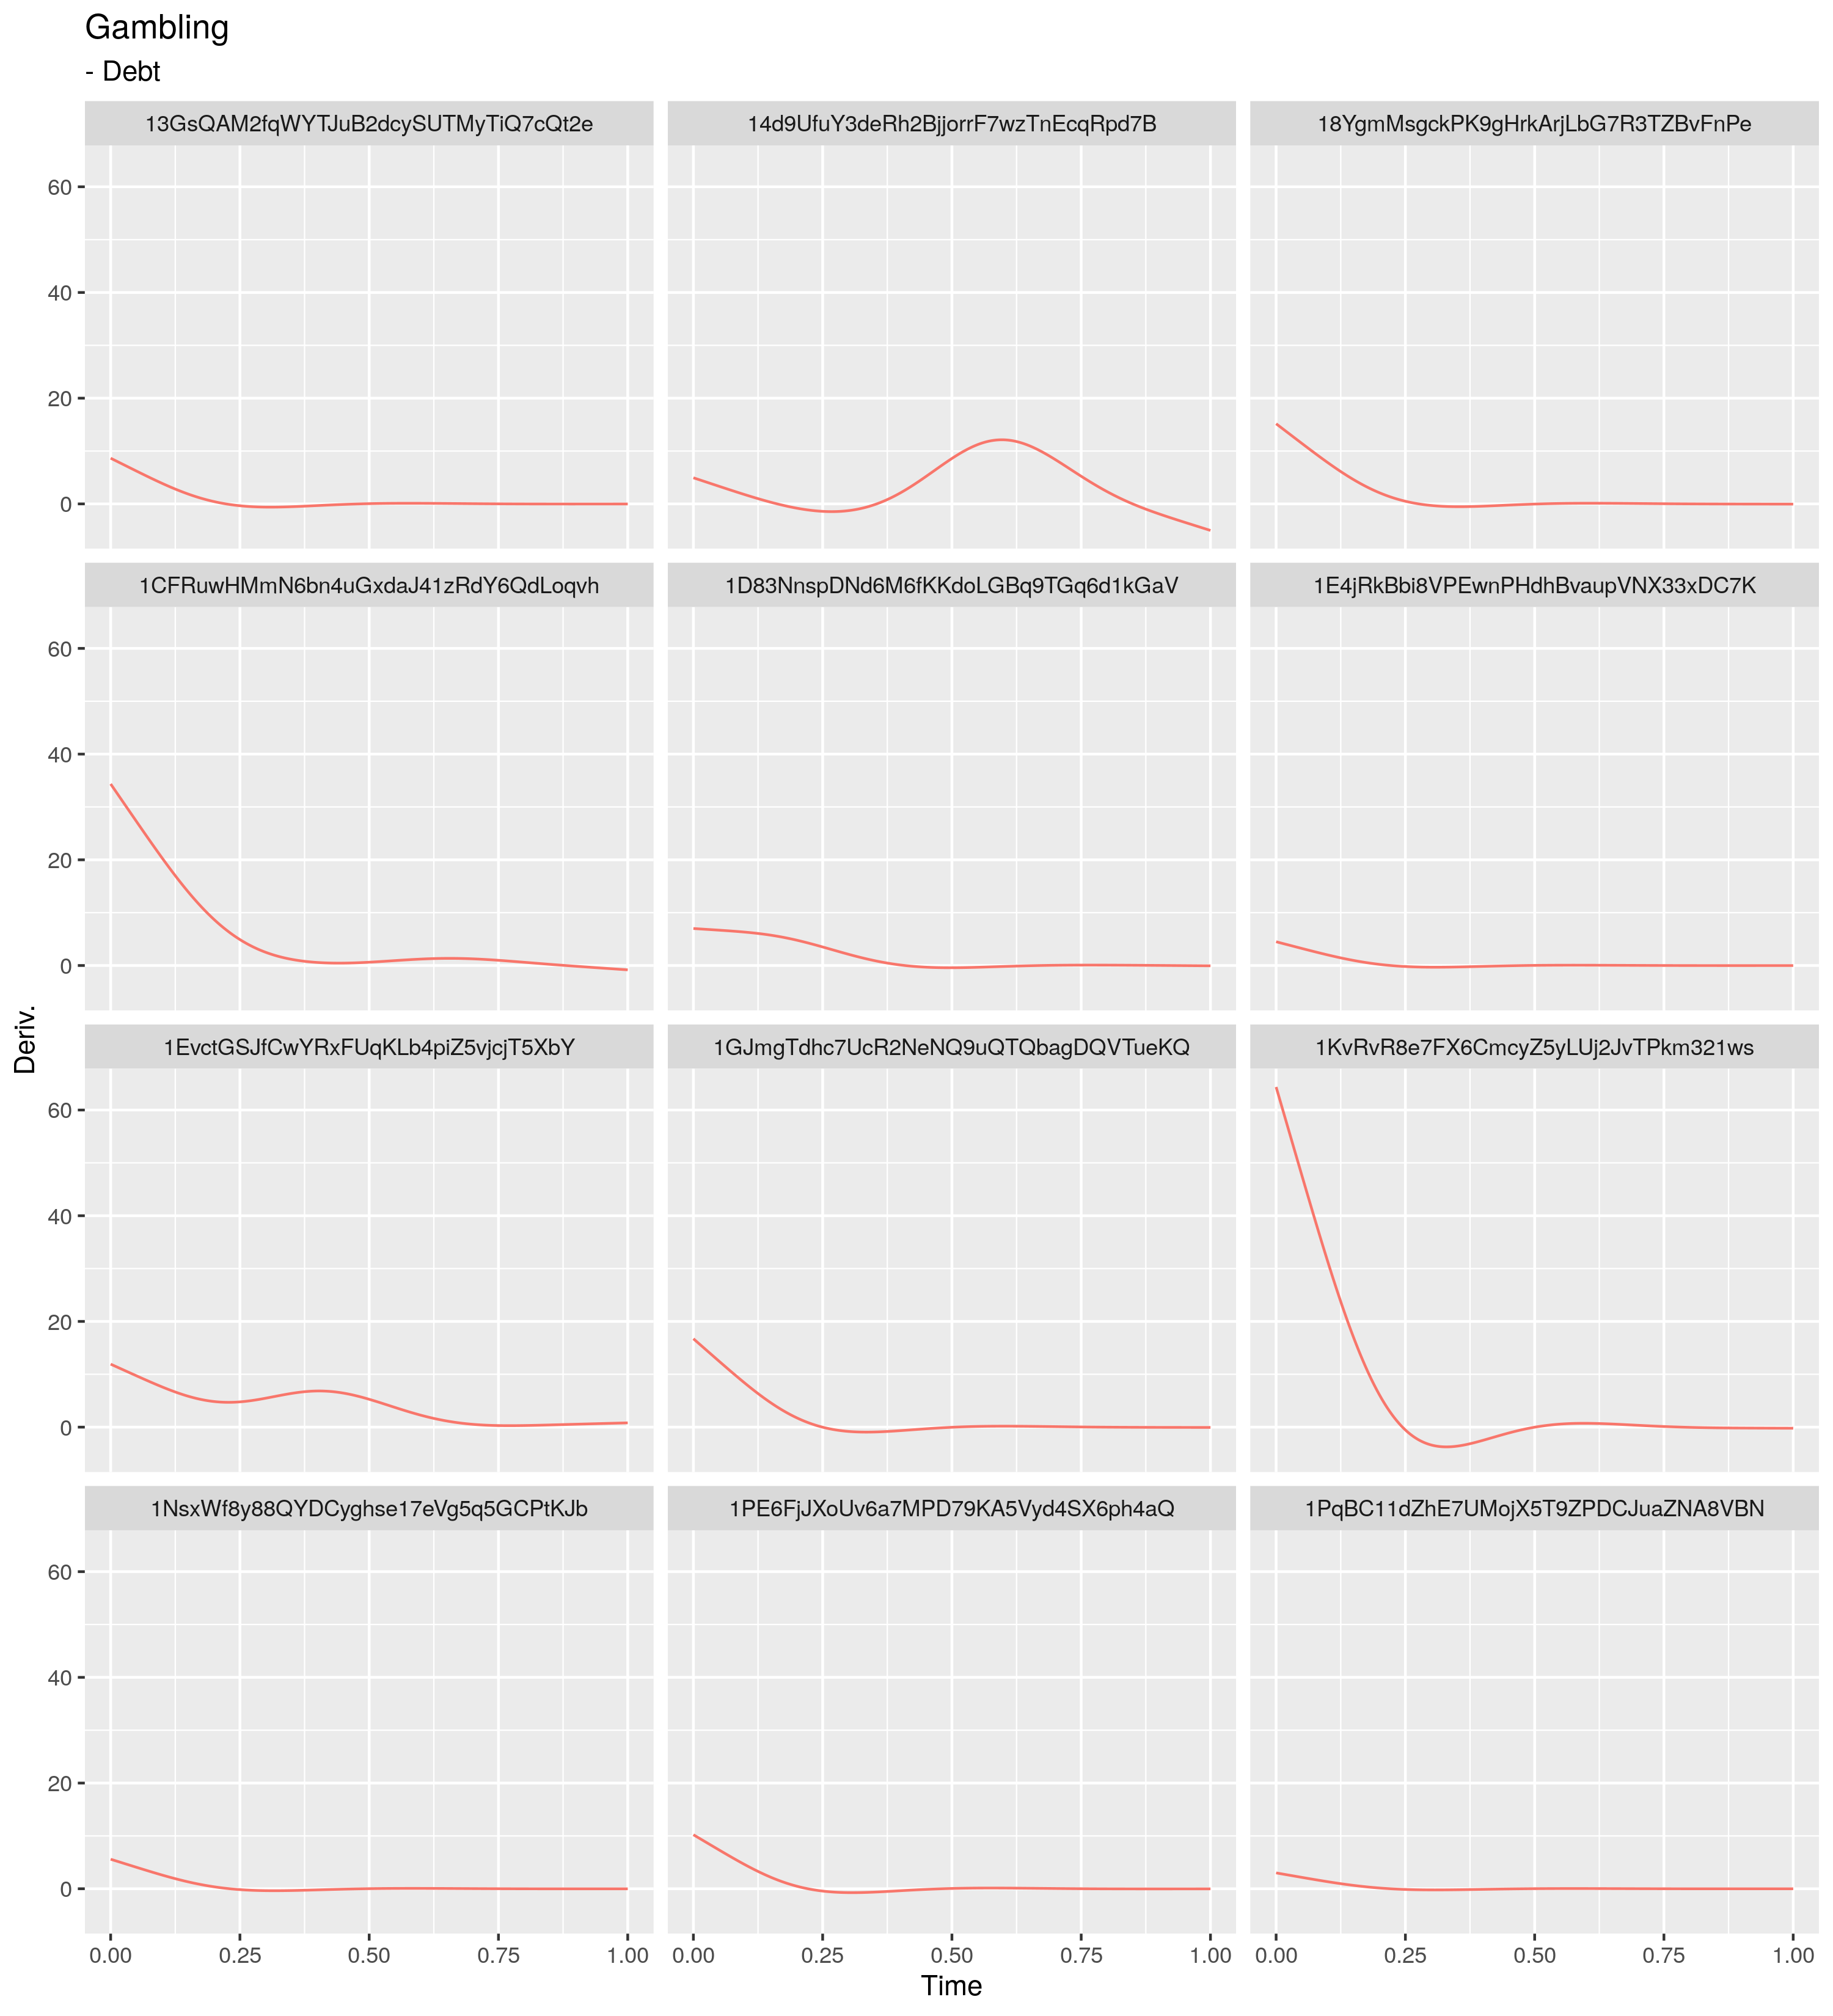 Gambling
- Debt
13GsQAM2fqWYTJuB2dcySUTMyTiQ7cQt2e 14d9UfuY3deRh2BjjorrF7wzTnEcqRpd7B 18YgmMsgckPK9gHrkArjLbG7R3TZBvFnPe
60
40
20
0
1CFRuwHMmN6bn4uGxdaJ41zRdY6QdLoqvh 1D83NnspDNd6M6fKKdoLGBq9TGq6d1kGaV 1E4jRkBbi8VPEwnPHdhBvaupVNX33xDC7K
60
40
20
0
Deriv.
1EvctGSJfCwYRxFUqKLb4piZ5vjcjT5XbY 1GJmgTdhc7UcR2NeNQ9uQTQbagDQVTueKQ 1KvRvR8e7FX6CmcyZ5yLUj2JvTPkm321ws
60
40
20
0
1NsxWf8y88QYDCyghse17eVg5q5GCPtKJb 1PE6FjJXoUv6a7MPD79KA5Vyd4SX6ph4aQ 1PqBC11dZhE7UMojX5T9ZPDCJuaZNA8VBN
60
40
20
0
0.00 0.25 0.50 0.75 1.00 0.00 0.25 0.50 0.75 1.00 0.00 0.25 0.50 0.75 1.00
Time